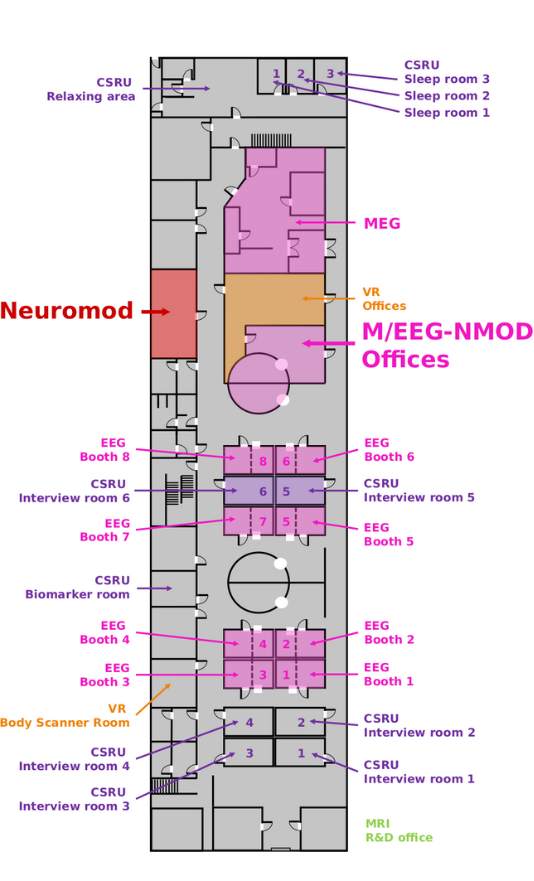 CSRU
Relaxing area
1 2 3
CSRU
Sleep room 3
Sleep room 2
Sleep room 1
MEG
Neuromod
VR
Offices
M/EEG-NMOD
Offices
EEG
Booth 8
8 6
EEG
Booth 6
CSRU
Interview room 6
6 5
CSRU
Interview room 5
EEG
Booth 7
7 5
EEG
Booth 5
CSRU
Biomarker room
EEG
Booth 4
4 2
EEG
Booth 2
EEG
Booth 3
3 1
EEG
Booth 1
VR
Body Scanner Room
4 2
CSRU
Interview room 2
CSRU
Interview room 4
3 1
CSRU
Interview room 1
CSRU
Interview room 3
MRI
R&D office